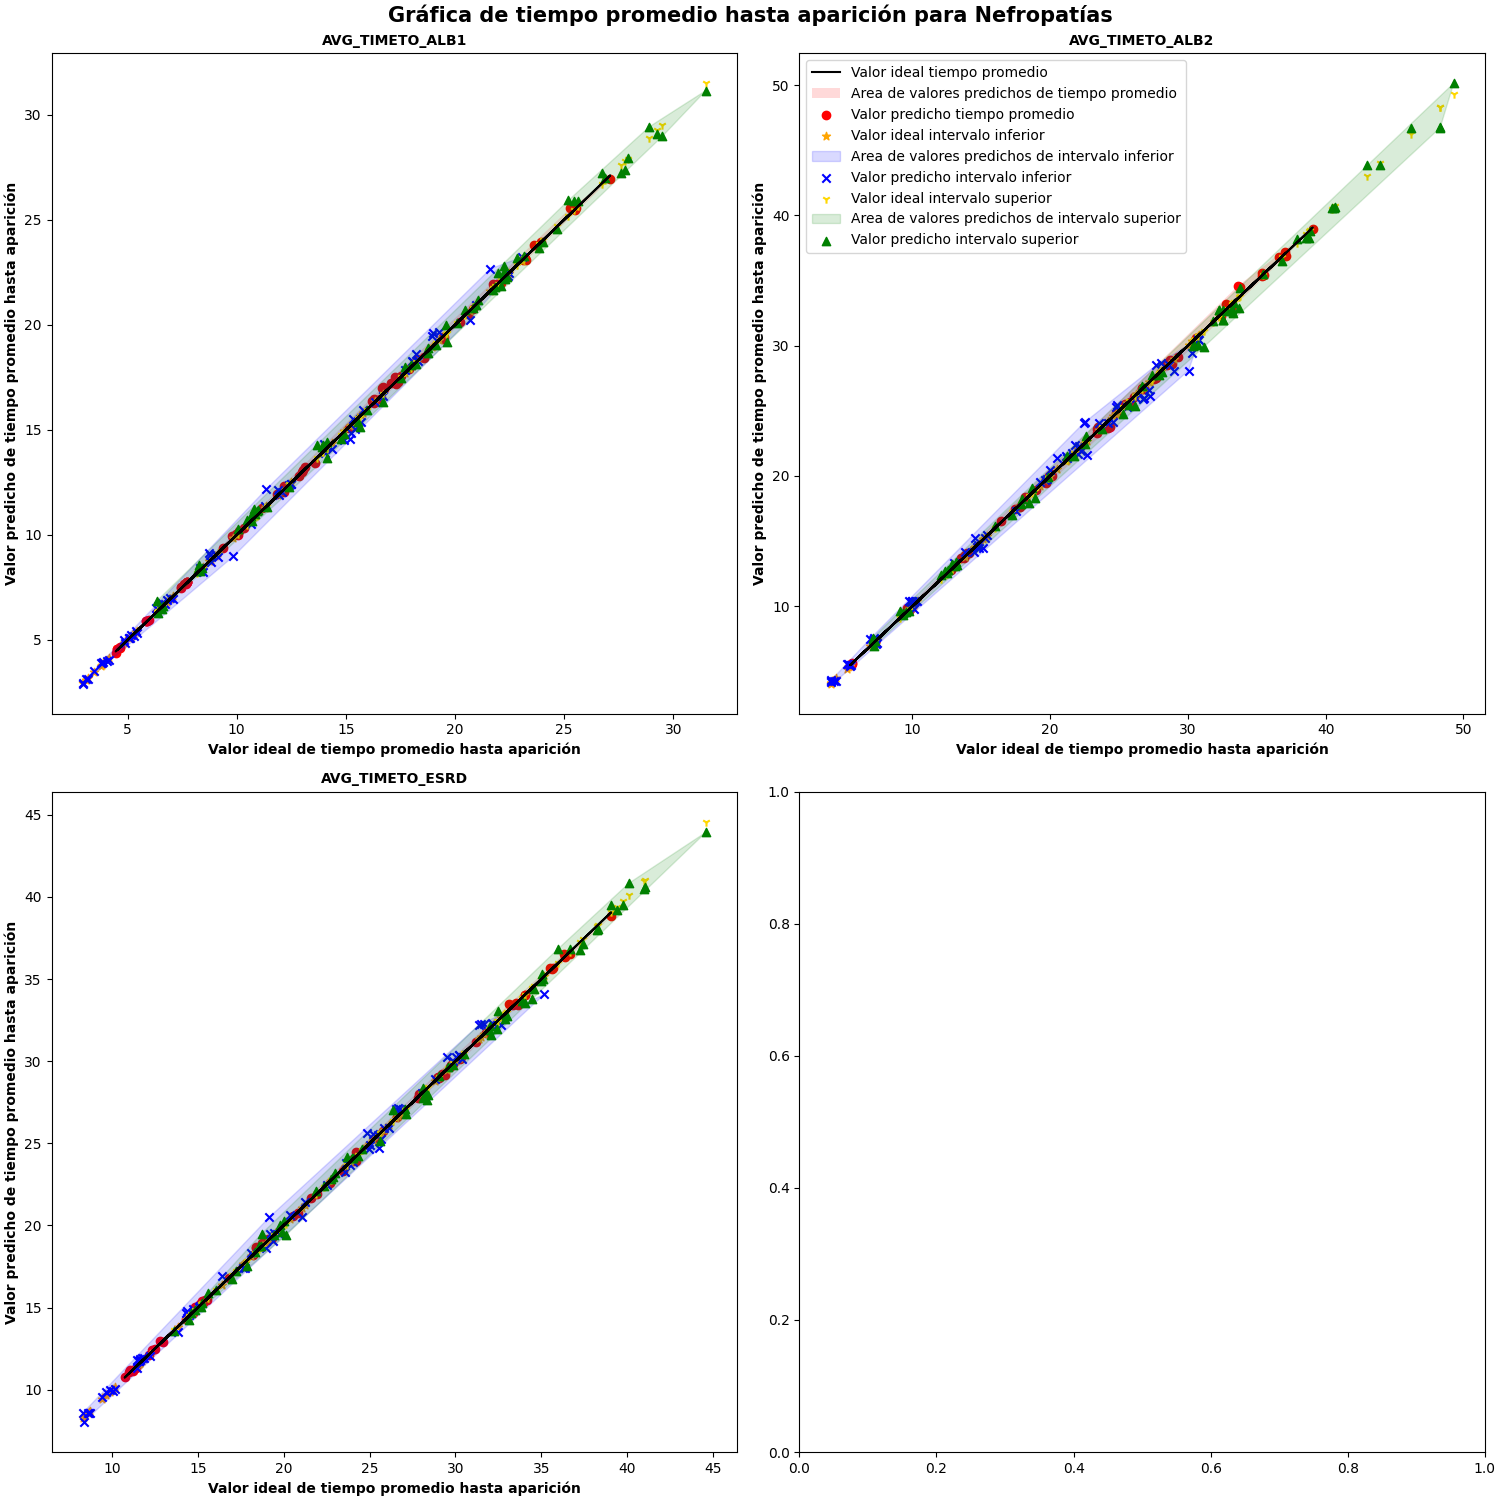 Gráfica de tiempo promedio hasta aparición para Nefropatías
AVG_TIMETO_ALB1
Valor predicho de tiempo promedio hasta aparición
30
25
20
15
10
5
5 10 15 20 25 30
Valor ideal de tiempo promedio hasta aparición
AVG_TIMETO_ALB2
Valor ideal tiempo promedio
Area de valores predichos de tiempo promedio
Valor predicho tiempo promedio
Valor ideal intervalo inferior
Area de valores predichos de intervalo inferior
Valor predicho intervalo inferior
Valor ideal intervalo superior
Area de valores predichos de intervalo superior
Valor predicho intervalo superior
Valor predicho de tiempo promedio hasta aparición
50
40
30
20
10
10 20 30 40 50
Valor ideal de tiempo promedio hasta aparición
AVG_TIMETO_ESRD
Valor predicho de tiempo promedio hasta aparición
45
40
35
30
25
20
15
10
10 15 20 25 30 35 40 45
Valor ideal de tiempo promedio hasta aparición
1.0
0.8
0.6
0.4
0.2
0.0
0.0 0.2 0.4 0.6 0.8 1.0